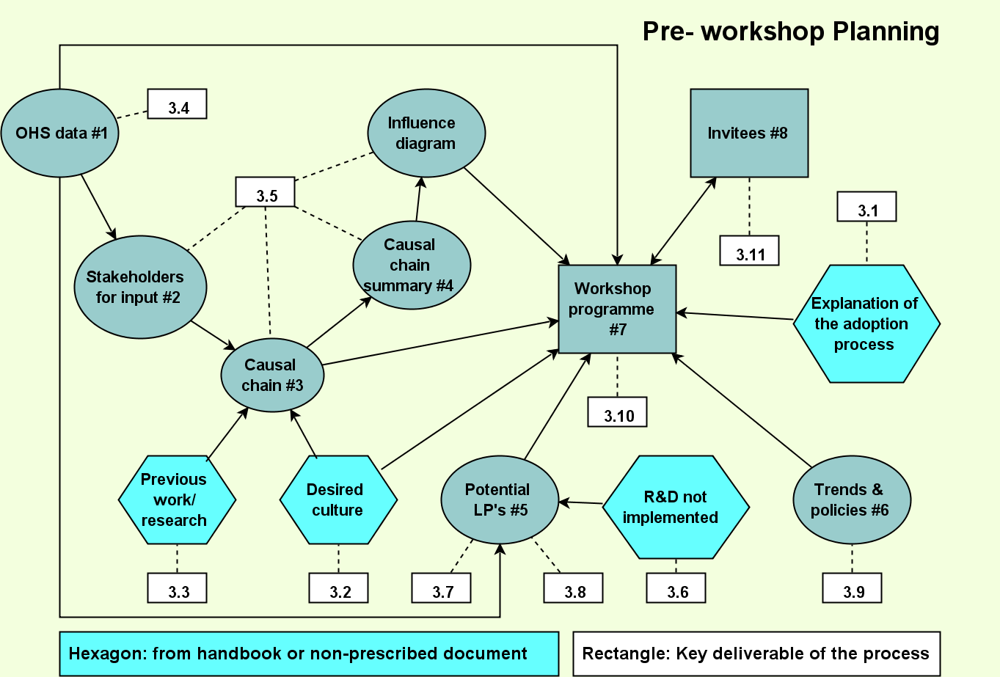 Pre- workshop Planning
3.4
OHS data #1
Influence
diagram
Invitees #8
3.5
3.1
Stakeholders
for input #2
Causal
chain
summary #4
3.11
Workshop
programme
#7
Explanation of
the adoption
process
Causal
chain #3
3.10
Previous
work/
research
Desired
culture
Potential
LP's #5
R&D not
implemented
Trends &
policies #6
3.3
3.2
3.7
3.8
3.6
3.9
Hexagon: from handbook or non-prescribed document
Rectangle: Key deliverable of the process